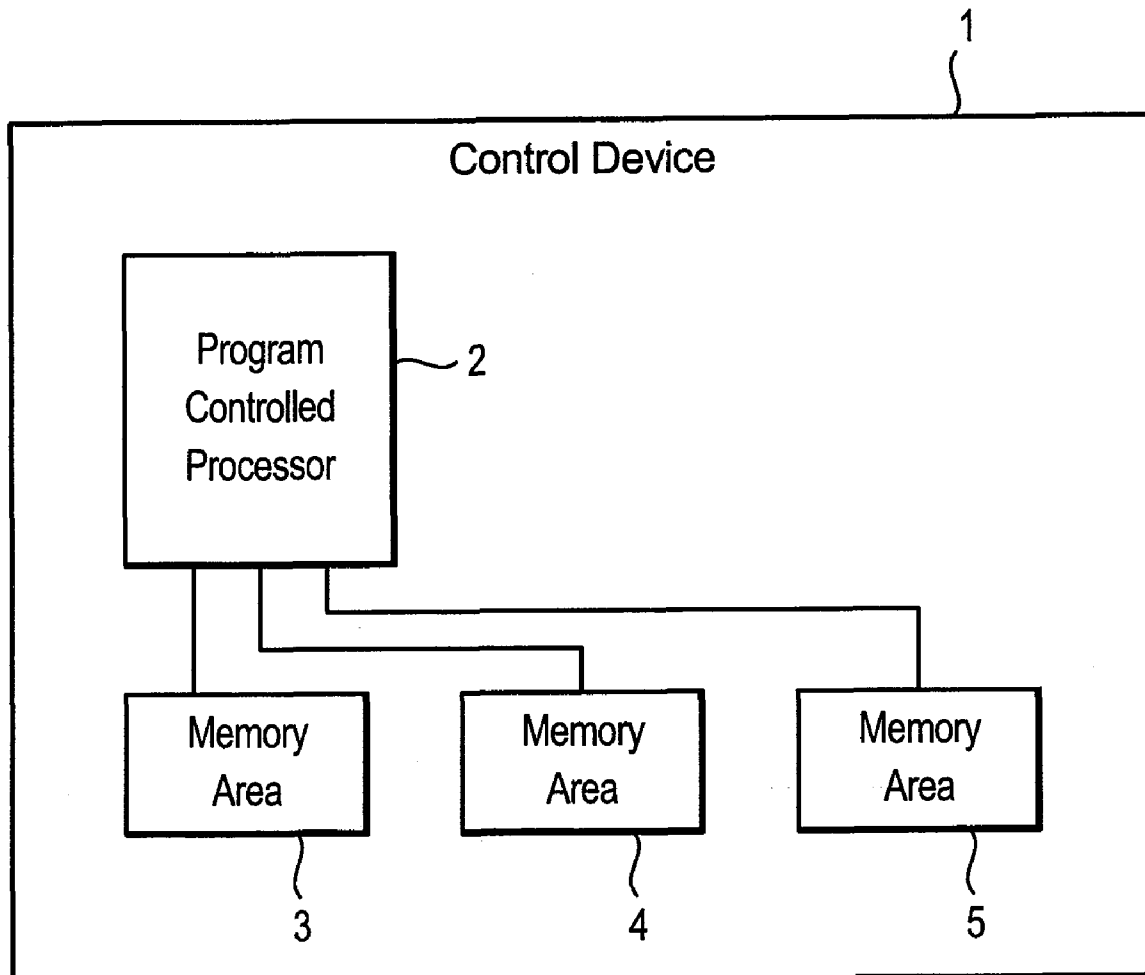 1
Control Device
Program
Controlled
Processor
2
Memory
Area
Memory
Area
Memory
Area
3
4
5